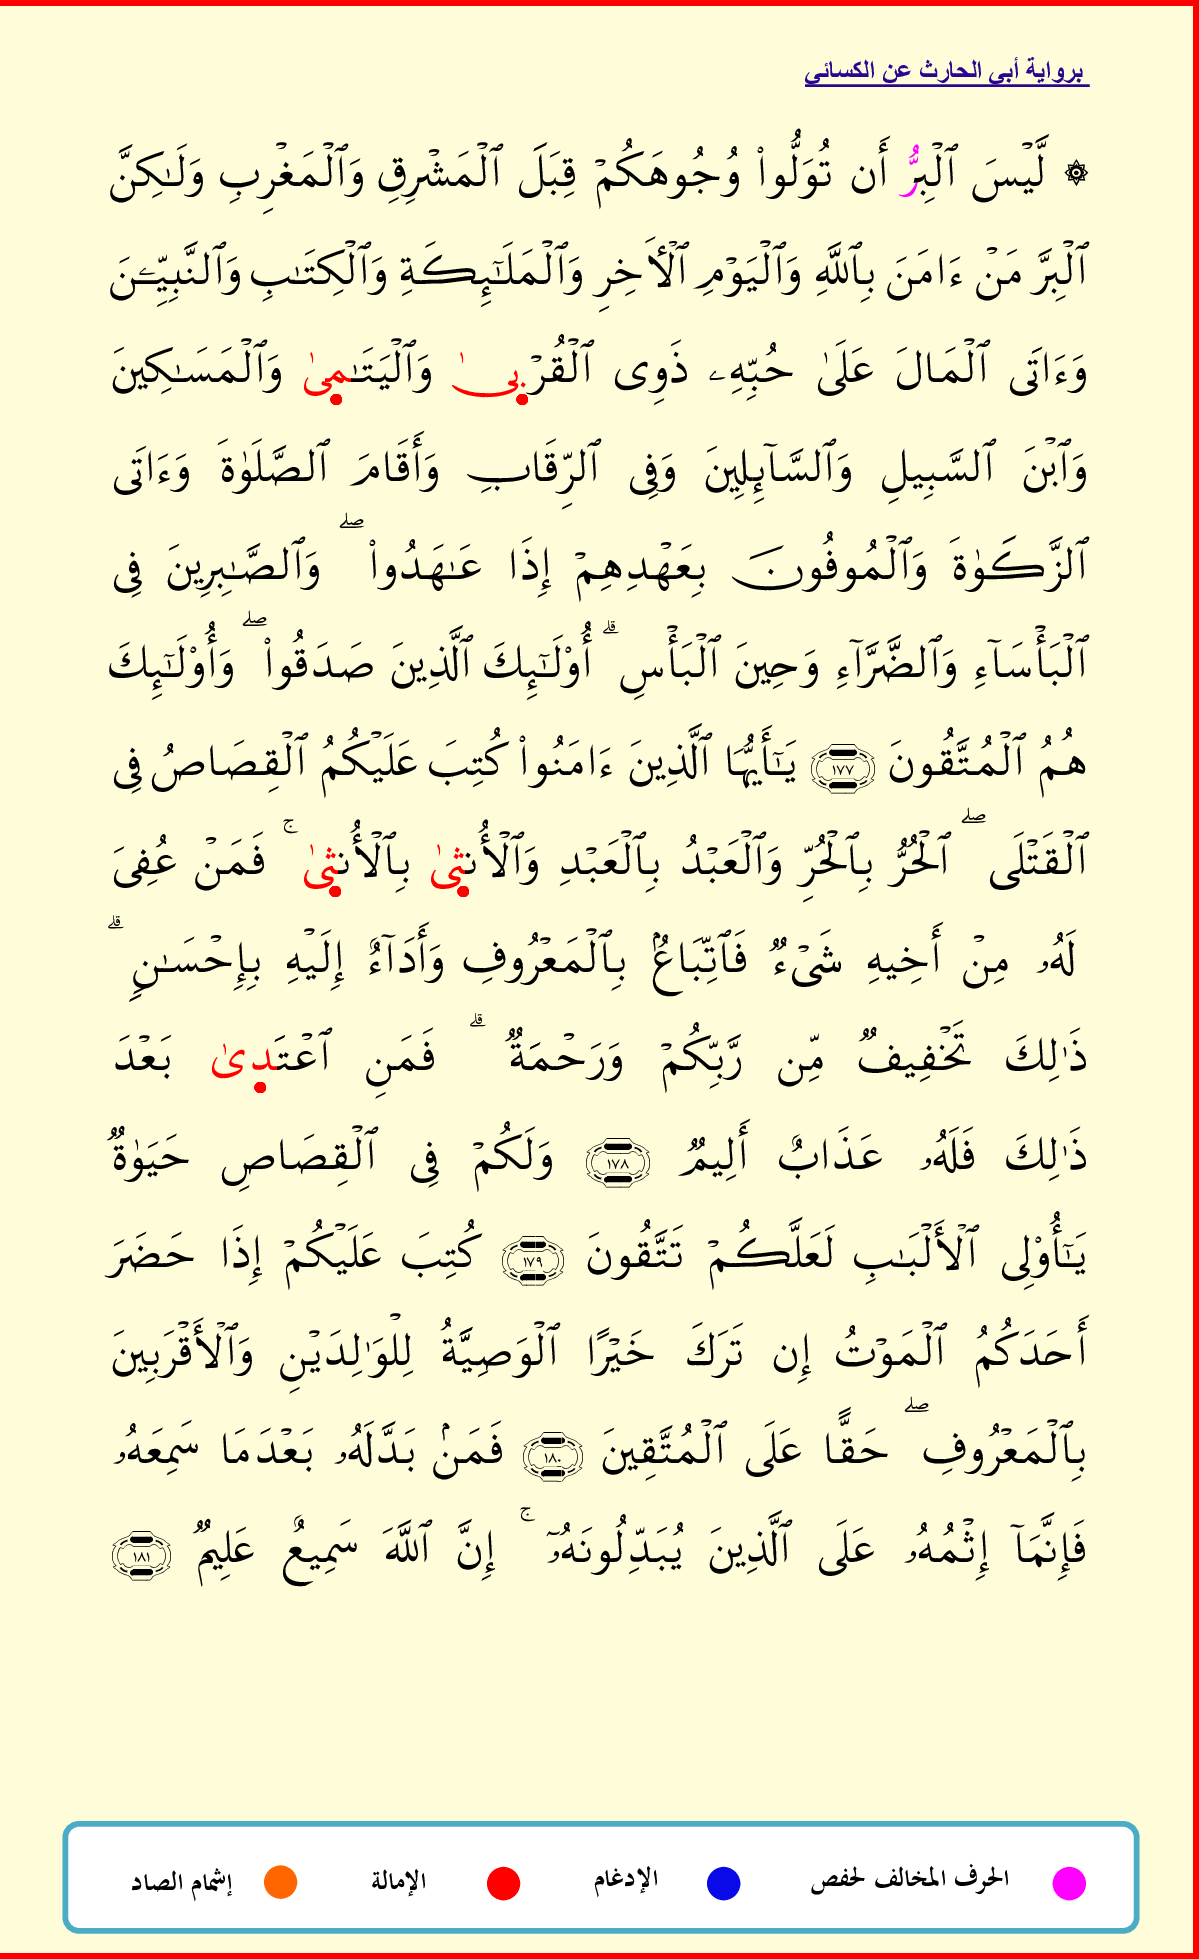 برواية أبي الحارث عن الكسائي
۞ لَّيۡسَ ٱلۡبِرُّ أَن تُوَلُّواْ وُجُوهَكُمۡ قِبَلَ ٱلۡمَشۡرِقِ وَٱلۡمَغۡرِبِ وَلَٰكِنَّ
ٱلۡبِرَّ مَنۡ ءَامَنَ بِٱللَّهِ وَٱلۡيَوۡمِ ٱلۡأٓخِرِ وَٱلۡمَلَٰٓئِكَةِ وَٱلۡكِتَٰبِ وَٱلنَّبِيِّـۧنَ
وَءَاتَى ٱلۡمَالَ عَلَىٰ حُبِّهِۦ ذَوِى ٱلۡقُرۡبىٰ وَٱلۡيَتَٰمىٰ وَٱلۡمَسَٰكِينَ
وَٱبۡنَ ٱلسَّبِيلِ وَٱلسَّآئِلِينَ وَفِى ٱلرِّقَابِ وَأَقَامَ ٱلصَّلَوٰةَ وَءَاتَى
ٱلزَّكَوٰةَ وَٱلۡمُوفُونَ بِعَهۡدِهِمۡ إِذَا عَٰهَدُواْۖ وَٱلصَّٰبِرِينَ فِى
ٱلۡبَأۡسَآءِ وَٱلضَّرَّآءِ وَحِينَ ٱلۡبَأۡسِۗ أُوْلَٰٓئِكَ ٱلَّذِينَ صَدَقُواْۖ وَأُوْلَٰٓئِكَ
هُمُ ٱلۡمُتَّقُونَ ١٧٧ يَٰٓأَيُّهَا ٱلَّذِينَ ءَامَنُواْ كُتِبَ عَلَيۡكُمُ ٱلۡقِصَاصُ فِى
ٱلۡقَتۡلَىۖ ٱلۡحُرُّ بِٱلۡحُرِّ وَٱلۡعَبۡدُ بِٱلۡعَبۡدِ وَٱلۡأُنثىٰ بِٱلۡأُنثىٰۚ فَمَنۡ عُفِىَ
لَهُۥ مِنۡ أَخِيهِ شَىۡءٞ فَٱتِّبَاعُۢ بِٱلۡمَعۡرُوفِ وَأَدَآءٌ إِلَيۡهِ بِإِحۡسَٰنٖۗ
ذَٰلِكَ تَخۡفِيفٞ مِّن رَّبِّكُمۡ وَرَحۡمَةٞۗ فَمَنِ ٱعۡتَدىٰ بَعۡدَ
ذَٰلِكَ فَلَهُۥ عَذَابٌ أَلِيمٞ ١٧٨ وَلَكُمۡ فِى ٱلۡقِصَاصِ حَيَوٰةٞ
يَٰٓأُوْلِى ٱلۡأَلۡبَٰبِ لَعَلَّكُمۡ تَتَّقُونَ ١٧٩ كُتِبَ عَلَيۡكُمۡ إِذَا حَضَرَ
أَحَدَكُمُ ٱلۡمَوۡتُ إِن تَرَكَ خَيۡرًا ٱلۡوَصِيَّةُ لِلۡوَٰلِدَيۡنِ وَٱلۡأَقۡرَبِينَ
بِٱلۡمَعۡرُوفِۖ حَقًّا عَلَى ٱلۡمُتَّقِينَ ١٨٠ فَمَنۢ بَدَّلَهُۥ بَعۡدَمَا سَمِعَهُۥ
فَإِنَّمَآ إِثۡمُهُۥ عَلَى ٱلَّذِينَ يُبَدِّلُونَهُۥٓۚ إِنَّ ٱللَّهَ سَمِيعٌ عَلِيمٞ ١٨١
الحرف المخالف لحفص الإدغام الإمالة إشمام الصاد